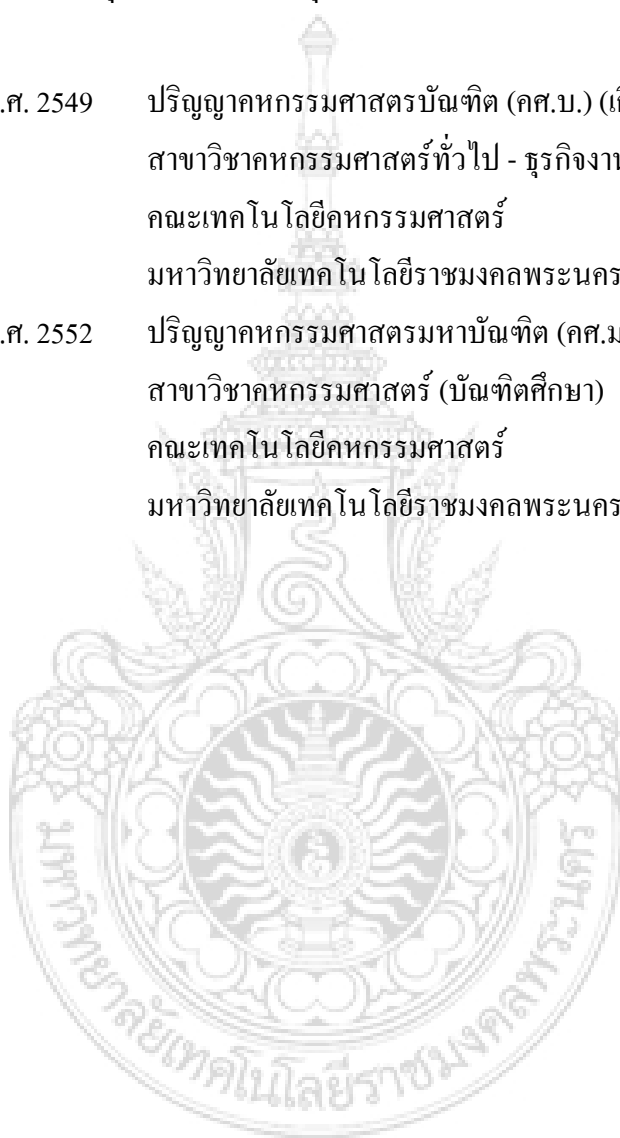 .ศ. 2549 ปริญญาคหกรรมศาสตรบัณฑิต (คศ.บ.)
สาขาวิชาคหกรรมศาสตร์ทั่วไป - ธุรกิจงาน
คณะเทคโนโลยีคหกรรมศาสตร์
มหาวิทยาลัยเทคโนโลยีราชมงคลพระนคร
.ศ. 2552 ปริญญาคหกรรมศาสตรมหาบัณฑิต (คศ.ม
สาขาวิชาคหกรรมศาสตร์ (บัณฑิตศึกษา)
คณะเทคโนโลยีคหกรรมศาสตร์
มหาวิทยาลัยเทคโนโลยีราชมงคลพระนคร
มหาวิทยาลัยเทคโนโลยีราชมงคลพระนคร